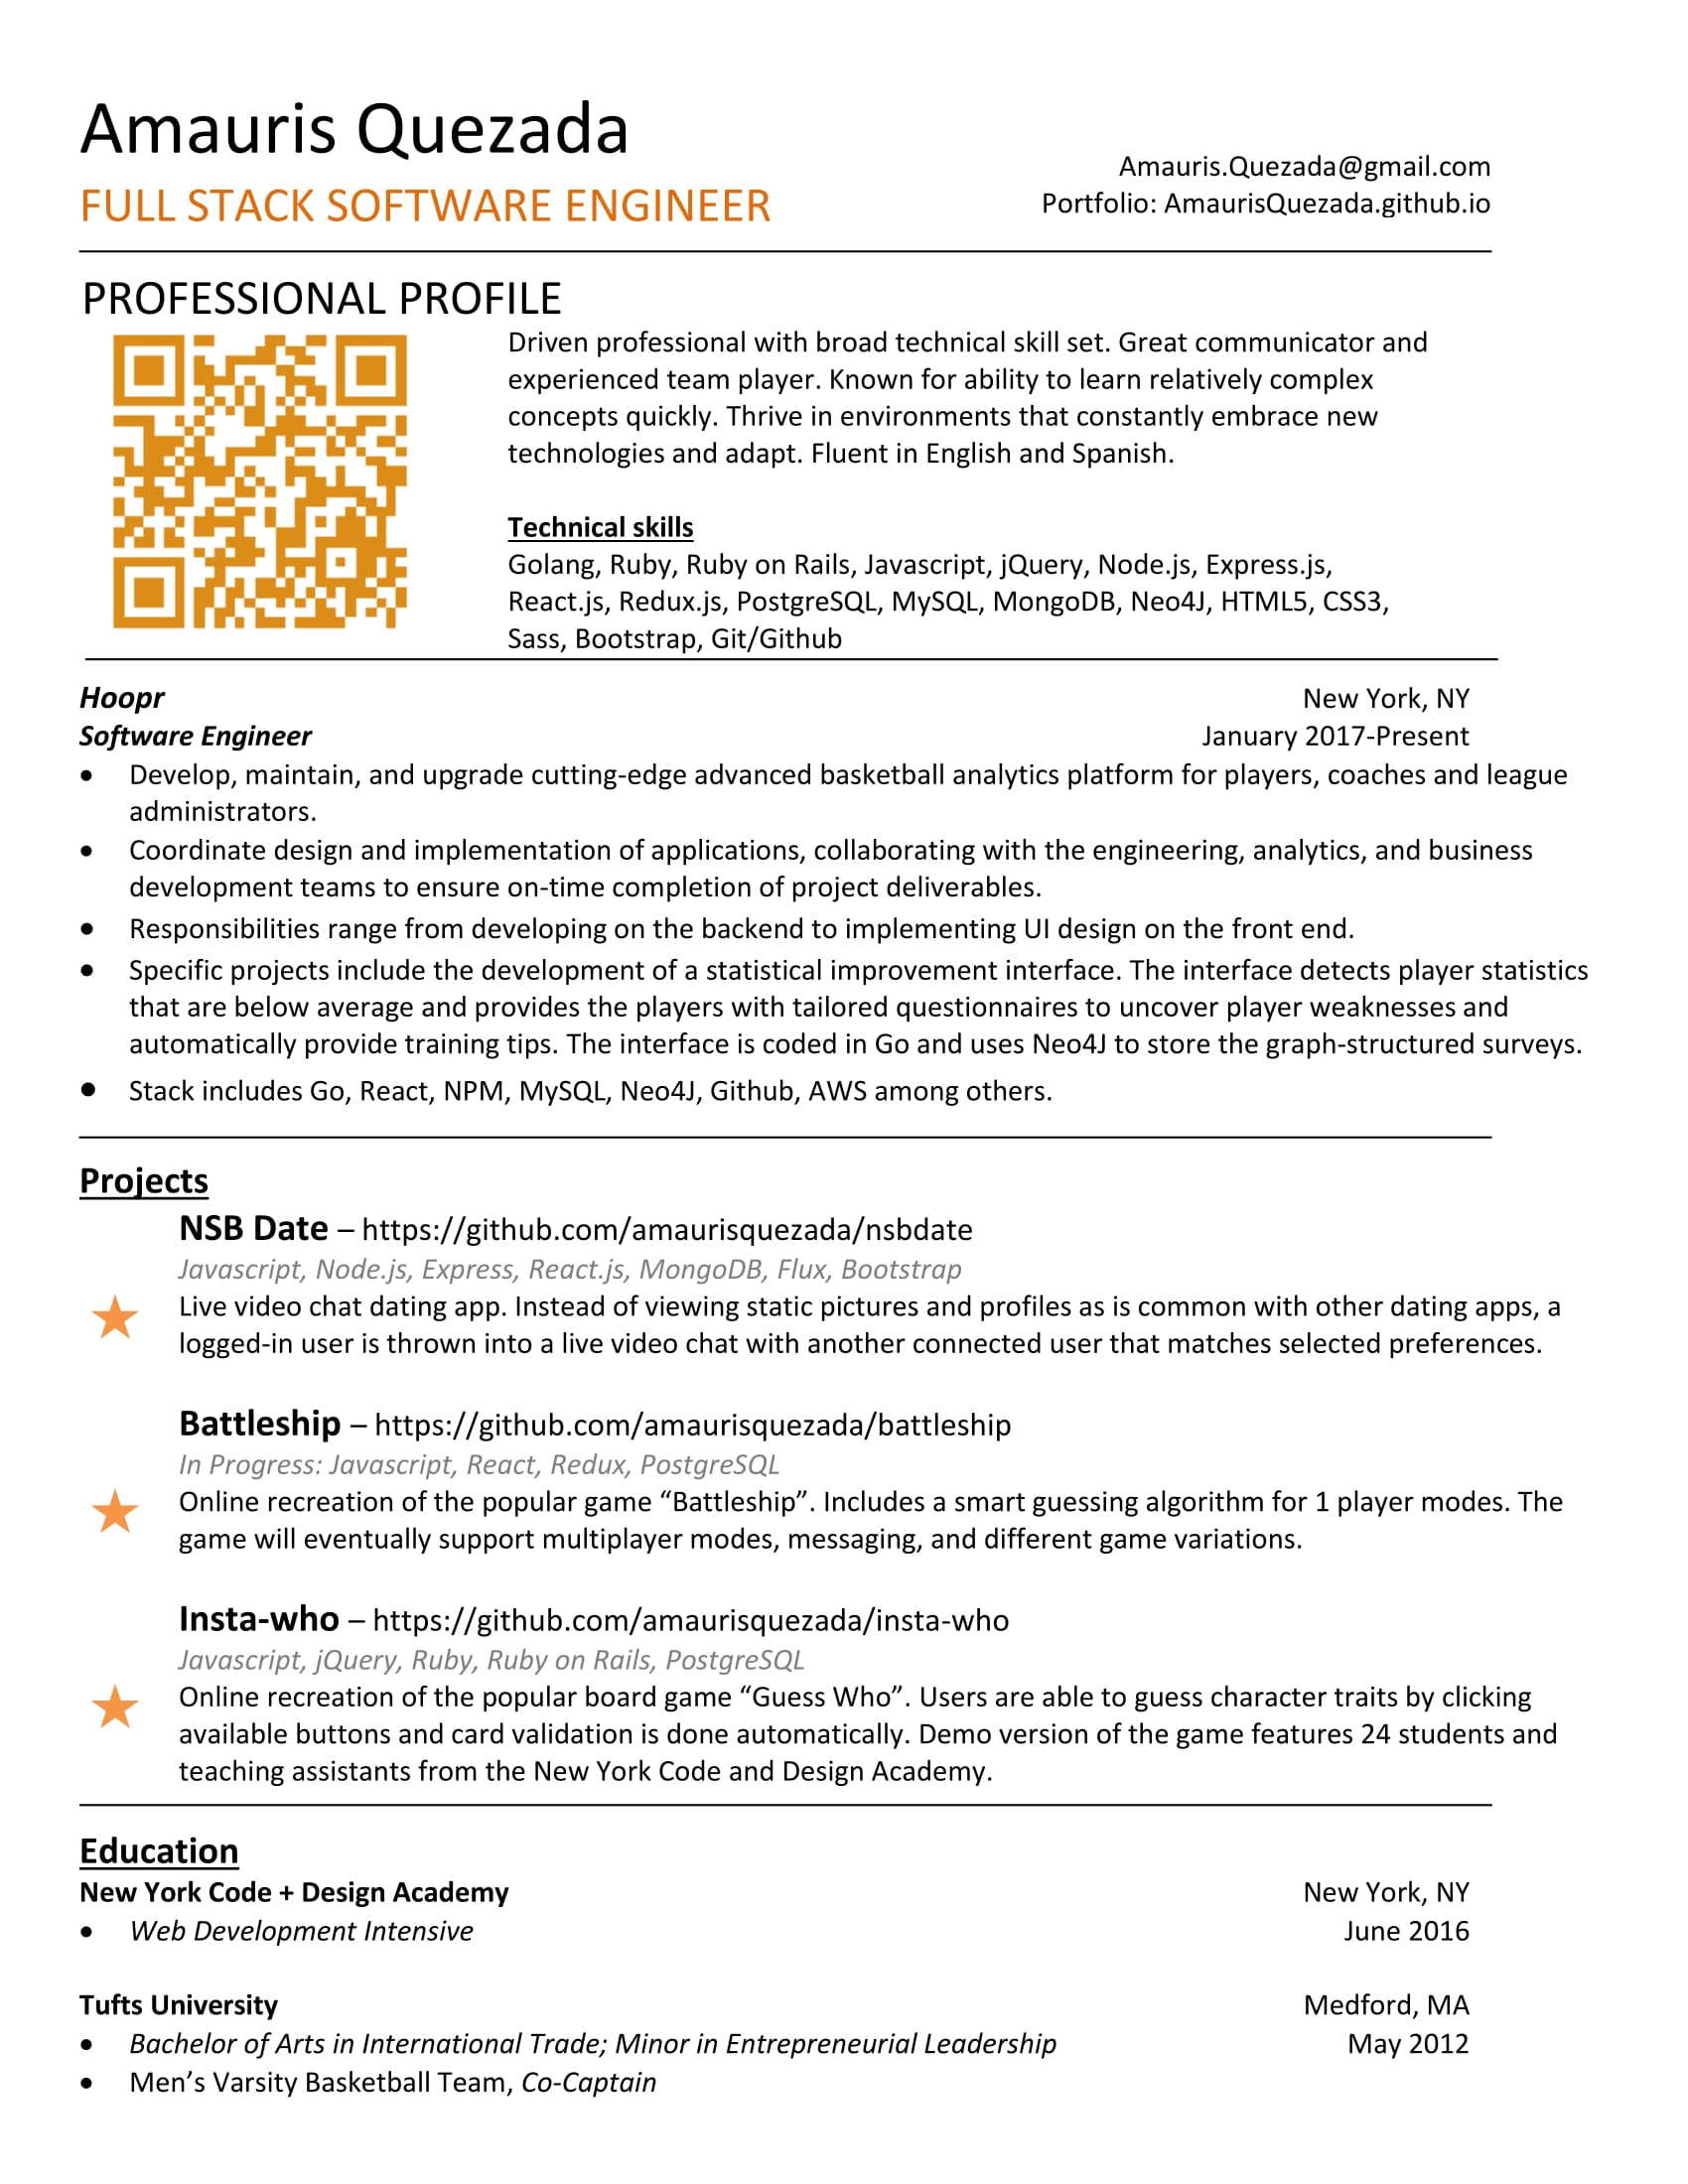 Amauris Quezada
FULL STACK SOFTWARE ENGINEER
Amauris.Quezada@gmail.com
Portfolio: AmaurisQuezada.github.io
PROFESSIONAL PROFILE
Driven professional with broad technical skill set. Great communicator and
experienced team player. Known for ability to learn relatively complex
concepts quickly. Thrive in environments that constantly embrace new
technologies and adapt. Fluent in English and Spanish.
Technical skills
Golang, Ruby, Ruby on Rails, Javascript, jQuery, Node.js, Express.js,
React.js, Redux.js, PostgreSQL, MySQL, MongoDB, Neo4J, HTML5, CSS3,
Sass, Bootstrap, Git/Github
Hoopr New York, NY
Software Engineer January 2017-Present
• Develop, maintain, and upgrade cutting-edge advanced basketball analytics platform for players, coaches and league
administrators.
• Coordinate design and implementation of applications, collaborating with the engineering, analytics, and business
development teams to ensure on-time completion of project deliverables.
• Responsibilities range from developing on the backend to implementing UI design on the front end.
• Specific projects include the development of a statistical improvement interface. The interface detects player statistics
that are below average and provides the players with tailored questionnaires to uncover player weaknesses and
automatically provide training tips. The interface is coded in Go and uses Neo4J to store the graph-structured surveys.
• Stack includes Go, React, NPM, MySQL, Neo4J, Github, AWS among others.
Projects
NSB Date – https://github.com/amaurisquezada/nsbdate
Javascript, Node.js, Express, React.js, MongoDB, Flux, Bootstrap
Live video chat dating app. Instead of viewing static pictures and profiles as is common with other dating apps, a
logged-in user is thrown into a live video chat with another connected user that matches selected preferences.
Battleship – https://github.com/amaurisquezada/battleship
In Progress: Javascript, React, Redux, PostgreSQL
Online recreation of the popular game “Battleship”. Includes a smart guessing algorithm for 1 player modes. The
game will eventually support multiplayer modes, messaging, and different game variations.
Insta-who – https://github.com/amaurisquezada/insta-who
Javascript, jQuery, Ruby, Ruby on Rails, PostgreSQL
Online recreation of the popular board game “Guess Who”. Users are able to guess character traits by clicking
available buttons and card validation is done automatically. Demo version of the game features 24 students and
teaching assistants from the New York Code and Design Academy.
Education
New York Code + Design Academy New York, NY
• Web Development Intensive June 2016
Tufts University Medford, MA
• Bachelor of Arts in International Trade; Minor in Entrepreneurial Leadership May 2012
• Men’s Varsity Basketball Team, Co-Captain